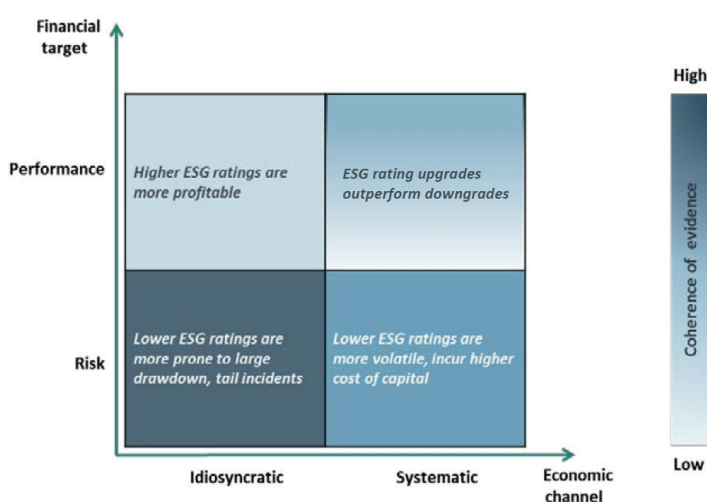 Financial
target
High
Performance
Higher ESG ratings are
more profitable
ESG rating upgrades
outperform downgrades
Coherence of evidence
Risk
Lower ESG ratings are
more prone to large
drawdown, tail incidents
Lower ESG ratings are
more volatile, incur higher
cost of capital
Low
Idiosyncratic
Systematic
Economic
channel